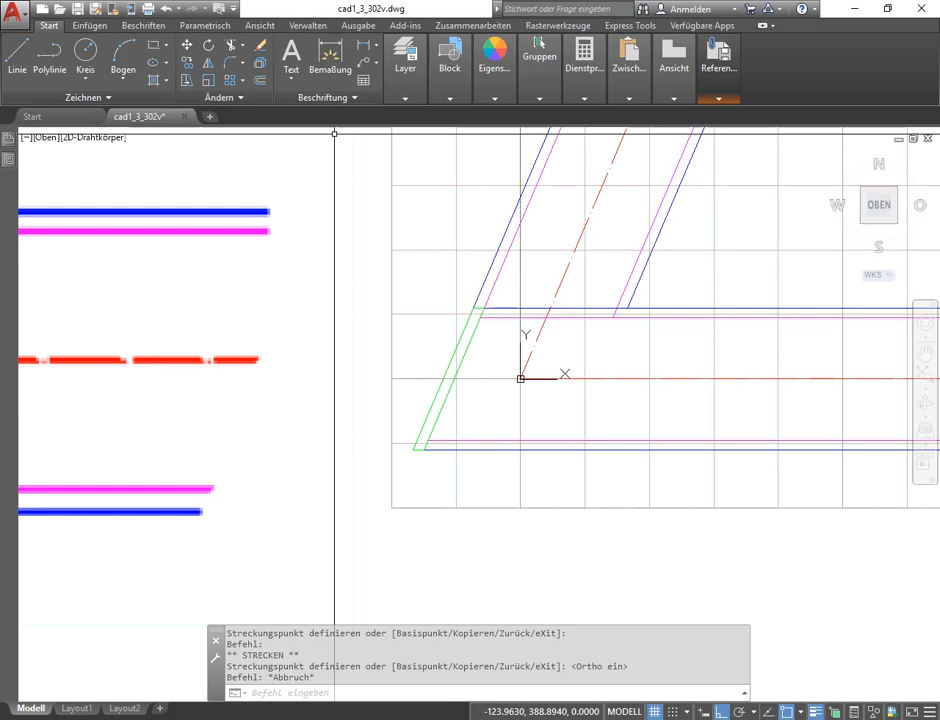 cad1_3_302v.dwg
Stichwort oder Frage eingeben
Anmelden
Start Einfügen Beschriften Parametrisch Ansicht Verwalten Ausgabe Add-ins Zusammenarbeiten Rasterwerkzeuge Express Tools Verfügbare Apps
Linie Polylinie Kreis Bogen
Text Bemaßung
Layer Block Eigens... Gruppen Dienstpr... Zwisch... Ansicht Referen...
Zeichnen Ändern Beschriftung
Start cad1_3_302v*
[−][Oben][2D-Drahtkörper]
N
W OBEN O
S
WKS
Y
X
Streckungspunkt definieren oder [Basispunkt/Kopieren/Zurück/eXit]:
Befehl:
** STRECKEN **
Streckungspunkt definieren oder [Basispunkt/Kopieren/Zurück/eXit]: <Ortho ein>
Befehl: *Abbruch*
Befehl eingeben
Modell Layout1 Layout2
-123.9630, 388.8940, 0.0000 MODELL